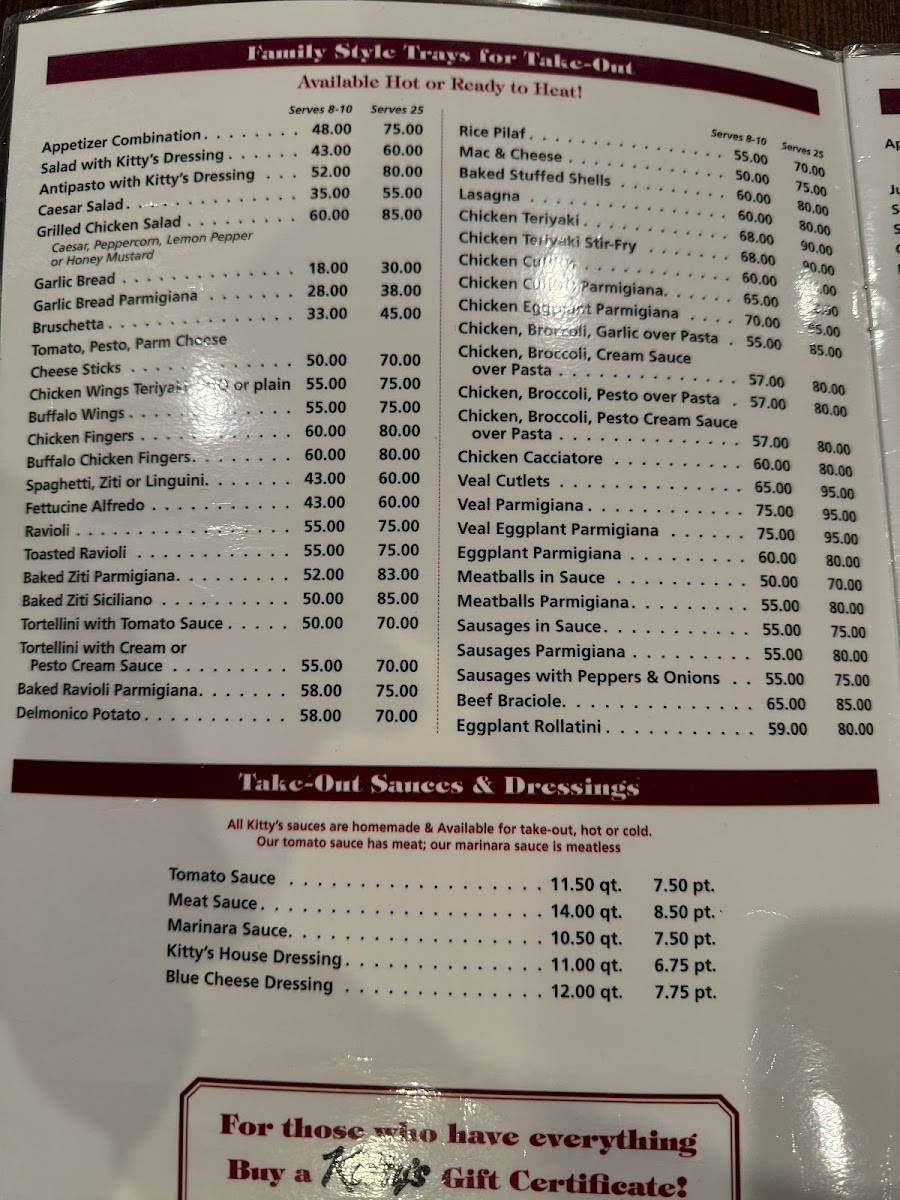 Family Style Trays for Take-Out
Available Hot or Ready to Heat!
Serves 8-10 Serves 25
Appetizer Combination . . . . . . . . 48.00 75.00
Salad with Kitty's Dressing . . . . . . 43.00 60.00
Antipasto with Kitty's Dressing . . . 52.00 80.00
Caesar Salad . . . . . . . . . . . . . . 35.00 55.00
Grilled Chicken Salad . . . . . . . . . 60.00 85.00
Caesar, Peppercorn, Lemon Pepper
or Honey Mustard
Garlic Bread . . . . . . . . . . . . . . 18.00 30.00
Garlic Bread Parmigiana . . . . . . . 28.00 38.00
Bruschetta . . . . . . . . . . . . . . . 33.00 45.00
Tomato, Pesto, Parm Cheese
Cheese Sticks . . . . . . . . . . . . . 50.00 70.00
Chicken Wings Teriyaki or plain 55.00 75.00
Buffalo Wings . . . . . . . . . . . . . 55.00 75.00
Chicken Fingers . . . . . . . . . . . . 60.00 80.00
Buffalo Chicken Fingers . . . . . . . . 60.00 80.00
Spaghetti, Ziti or Linguini . . . . . . . 43.00 60.00
Fettucine Alfredo . . . . . . . . . . . 43.00 60.00
Ravioli . . . . . . . . . . . . . . . . . 55.00 75.00
Toasted Ravioli . . . . . . . . . . . . 55.00 75.00
Baked Ziti Parmigiana . . . . . . . . . 52.00 83.00
Baked Ziti Siciliano . . . . . . . . . . 50.00 85.00
Tortellini with Tomato Sauce . . . . . 50.00 70.00
Tortellini with Cream or
Pesto Cream Sauce . . . . . . . . . 55.00 70.00
Baked Ravioli Parmigiana . . . . . . . 58.00 75.00
Delmonico Potato . . . . . . . . . . . 58.00 70.00
Serves 8-10 Serves 25
Rice Pilaf . . . . . . . . . . . . . . . 55.00 70.00
Mac & Cheese . . . . . . . . . . . . . 50.00 75.00
Baked Stuffed Shells . . . . . . . . . 60.00 80.00
Lasagna . . . . . . . . . . . . . . . . 60.00 80.00
Chicken Teriyaki . . . . . . . . . . . . 68.00 90.00
Chicken Teriyaki Stir-Fry . . . . . . . 68.00 90.00
Chicken . . . . . . . . . . 60.00
Chicken Parmigiana . . . . . . 65.00
Chicken Eggplant Parmigiana . . . . 70.00 95.00
Chicken, Broccoli, Garlic over Pasta . 55.00 85.00
Chicken, Broccoli, Cream Sauce
over Pasta . . . . . . . . . . . . . 57.00 80.00
Chicken, Broccoli, Pesto over Pasta . 57.00 80.00
Chicken, Broccoli, Pesto Cream Sauce
over Pasta . . . . . . . . . . . . . 57.00 80.00
Chicken Cacciatore . . . . . . . . . . 60.00 80.00
Veal Cutlets . . . . . . . . . . . . . . 65.00 95.00
Veal Parmigiana . . . . . . . . . . . . 75.00 95.00
Veal Eggplant Parmigiana . . . . . . 75.00 95.00
Eggplant Parmigiana . . . . . . . . . 60.00 80.00
Meatballs in Sauce . . . . . . . . . . 50.00 70.00
Meatballs Parmigiana . . . . . . . . . 55.00 80.00
Sausages in Sauce . . . . . . . . . . . 55.00 75.00
Sausages Parmigiana . . . . . . . . . 55.00 80.00
Sausages with Peppers & Onions . . 55.00 75.00
Beef Braciole . . . . . . . . . . . . . . 65.00 85.00
Eggplant Rollatini . . . . . . . . . . . 59.00 80.00
Take-Out Sauces & Dressings
All Kitty's sauces are homemade & Available for take-out, hot or cold.
Our tomato sauce has meat; our marinara sauce is meatless
Tomato Sauce . . . . . . . . . . . . . . . . . . 11.50 qt. 7.50 pt.
Meat Sauce . . . . . . . . . . . . . . . . . . . . 14.00 qt. 8.50 pt.
Marinara Sauce . . . . . . . . . . . . . . . . . . 10.50 qt. 7.50 pt.
Kitty's House Dressing . . . . . . . . . . . . . . 11.00 qt. 6.75 pt.
Blue Cheese Dressing . . . . . . . . . . . . . . 12.00 qt. 7.75 pt.
For those who have everything
Buy a Kitty's Gift Certificate!